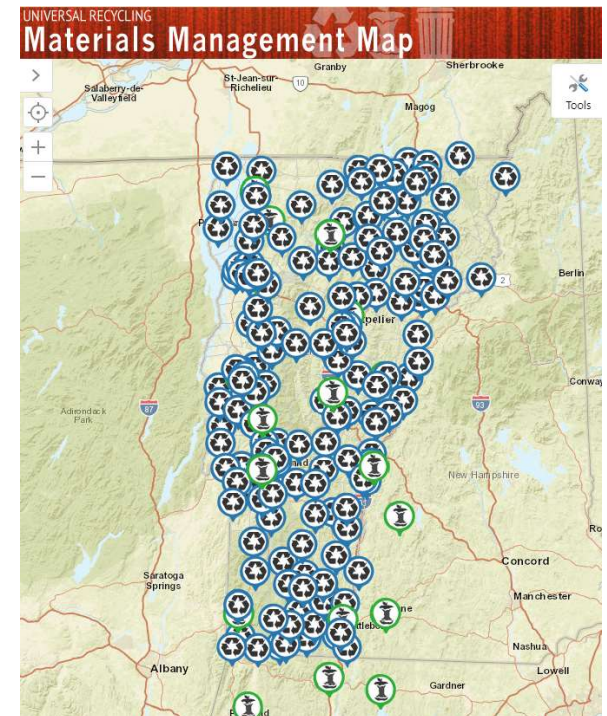 UNIVERSAL RECYCLING
Materials Management Map
Granby
Sherbrooke
St-Jean-sur-
Richelieu
10
Salaberry-de-
Valleyfield
Magog
Tools
Berlin
2
pelier
Conway
Adirondack
Park
87
93
New Hampshire
Concord
Saratoga
Springs
Manchester
Nashua
Albany
Lowell
Gardner